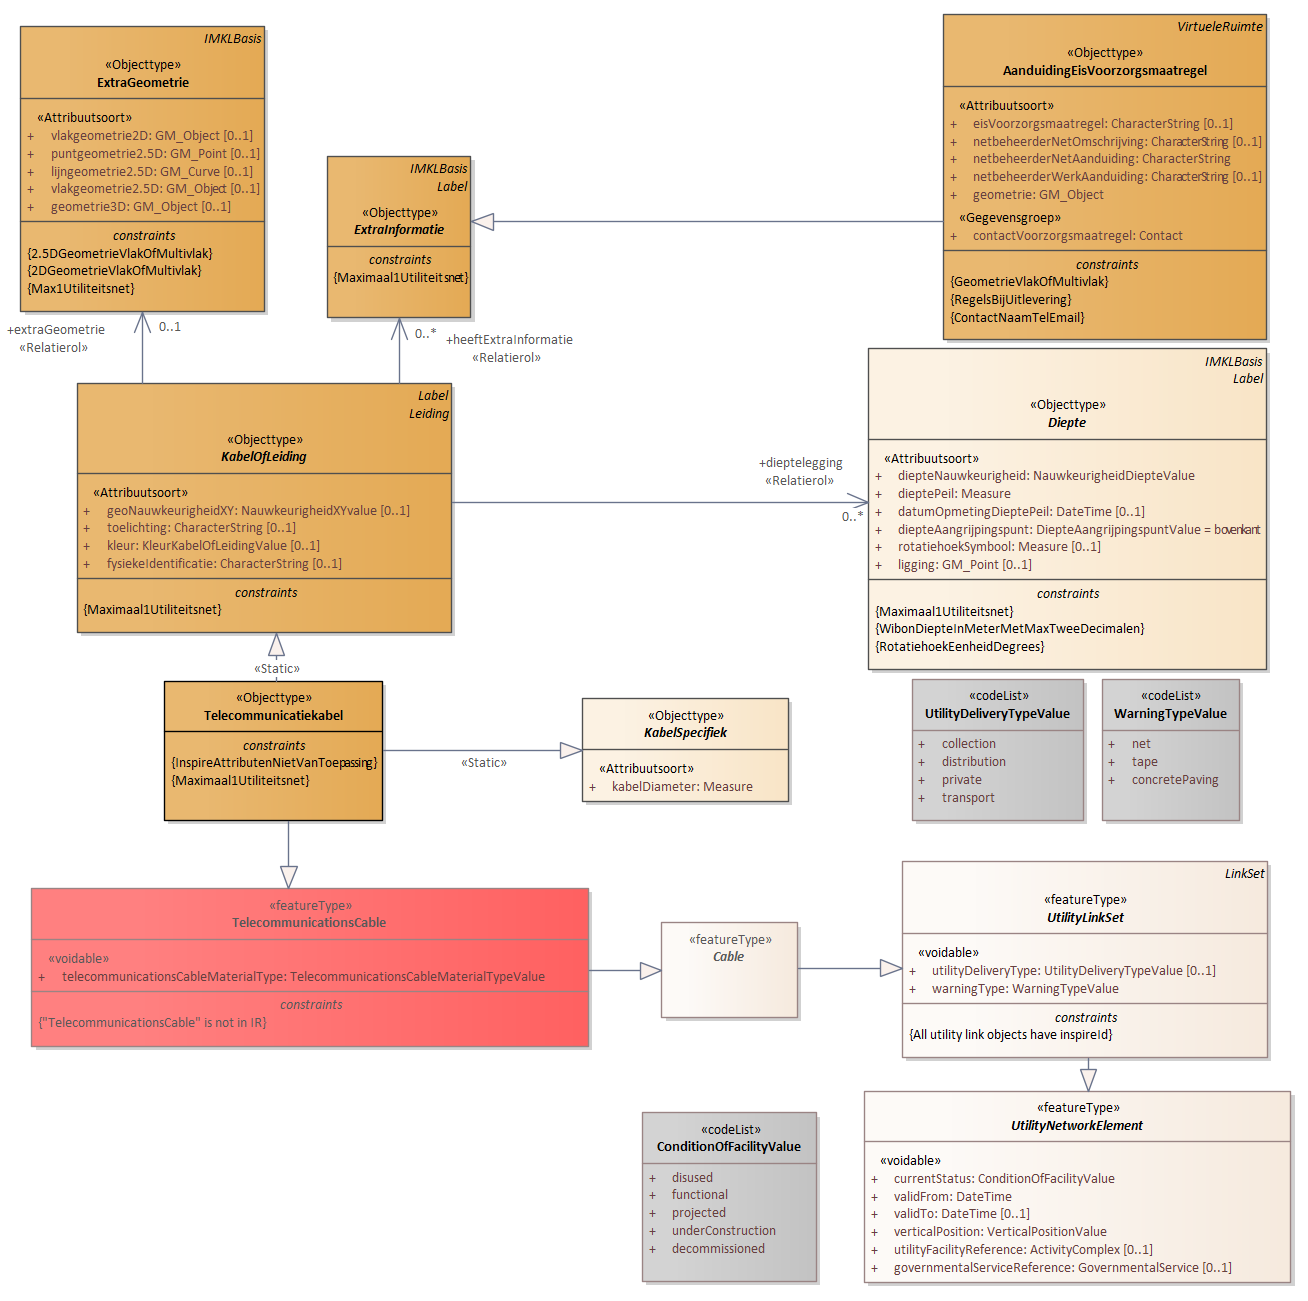 IMKLBasis
«Objecttype»
ExtraGeometrie
«Attribuutsoort»
+ vlakgeometrie2D: GM_Object [0..1]
+ puntgeometrie2.5D: GM_Point [0..1]
+ lijngeometrie2.5D: GM_Curve [0..1]
+ vlakgeometrie2.5D: GM_Object [0..1]
+ geometrie3D: GM_Object [0..1]
constraints
{2.5DGeometrieVlakOfMultivlak}
{2DGeometrieVlakOfMultivlak}
{Max1Utiliteitsnet}
IMKLBasis
Label
«Objecttype»
ExtraInformatie
constraints
{Maximaal1Utiliteitsnet}
VirtueleRuimte
«Objecttype»
AanduidingEisVoorzorgsmaatregel
«Attribuutsoort»
+ eisVoorzorgsmaatregel: CharacterString [0..1]
+ netbeheerderNetOmschrijving: CharacterString [0..1]
+ netbeheerderNetAanduiding: CharacterString
+ netbeheerderWerkAanduiding: CharacterString [0..1]
+ geometrie: GM_Object
«Gegevensgroep»
+ contactVoorzorgsmaatregel: Contact
constraints
{GeometrieVlakOfMultivlak}
{RegelsBijUitlevering}
{ContactNaamTelEmail}
+extraGeometrie
«Relatierol»
0..1
0..*
+heeftExtraInformatie
«Relatierol»
Label
Leiding
«Objecttype»
KabelOfLeiding
«Attribuutsoort»
+ geoNauwkeurigheidXY: NauwkeurigheidXYvalue [0..1]
+ toelichting: CharacterString [0..1]
+ kleur: KleurKabelOfLeidingValue [0..1]
+ fysiekeIdentificatie: CharacterString [0..1]
constraints
{Maximaal1Utiliteitsnet}
+dieptelegging
«Relatierol»
0..*
IMKLBasis
Label
«Objecttype»
Diepte
«Attribuutsoort»
+ diepteNauwkeurigheid: NauwkeurigheidDiepteValue
+ dieptePeil: Measure
+ datumOpmetingDieptePeil: DateTime [0..1]
+ diepteAangrijpingspunt: DiepteAangrijpingspuntValue = bovenkant
+ rotatiehoekSymbool: Measure [0..1]
+ ligging: GM_Point [0..1]
constraints
{Maximaal1Utiliteitsnet}
{WibonDiepteInMeterMetMaxTweeDecimalen}
{RotatiehoekEenheidDegrees}
«Static»
«Objecttype»
Telecommunicatiekabel
constraints
{InspireAttributenNietVanToepassing}
{Maximaal1Utiliteitsnet}
«Static»
«Objecttype»
KabelSpecifiek
«Attribuutsoort»
+ kabelDiameter: Measure
«codeList»
UtilityDeliveryTypeValue
+ collection
+ distribution
+ private
+ transport
«codeList»
WarningTypeValue
+ net
+ tape
+ concretePaving
«featureType»
TelecommunicationsCable
«voidable»
+ telecommunicationsCableMaterialType: TelecommunicationsCableMaterialTypeValue
constraints
{"TelecommunicationsCable" is not in IR}
«featureType»
Cable
LinkSet
«featureType»
UtilityLinkSet
«voidable»
+ utilityDeliveryType: UtilityDeliveryTypeValue [0..1]
+ warningType: WarningTypeValue
constraints
{All utility link objects have inspireId}
«codeList»
ConditionOfFacilityValue
+ disused
+ functional
+ projected
+ underConstruction
+ decommissioned
«featureType»
UtilityNetworkElement
«voidable»
+ currentStatus: ConditionOfFacilityValue
+ validFrom: DateTime
+ validTo: DateTime [0..1]
+ verticalPosition: VerticalPositionValue
+ utilityFacilityReference: ActivityComplex [0..1]
+ governmentalServiceReference: GovernmentalService [0..1]